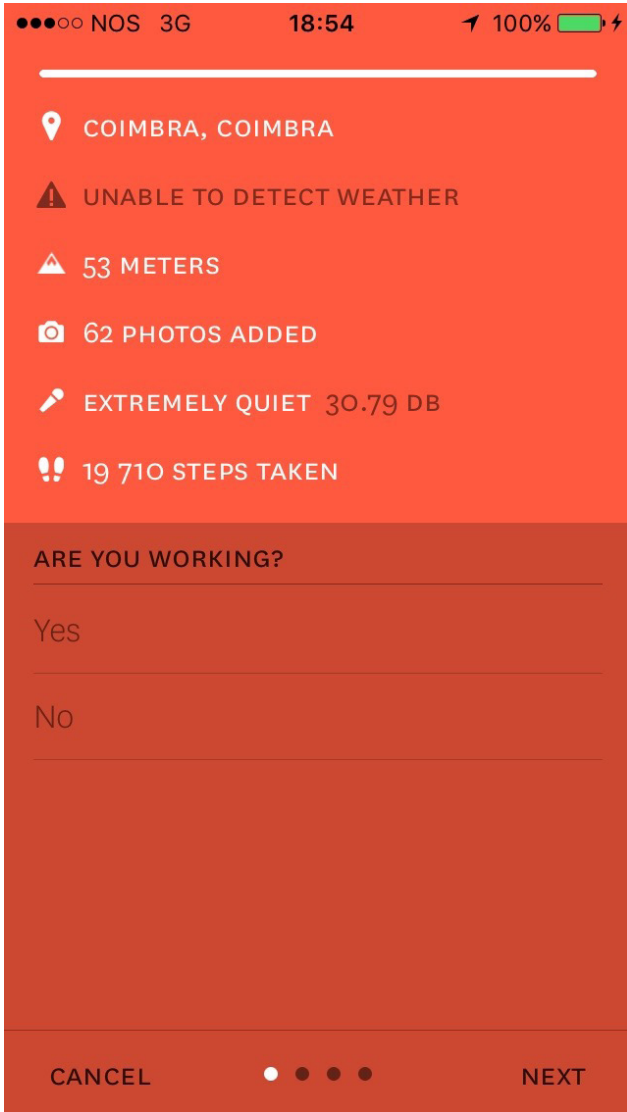 NOS 3G 18:54 100%
COIMBRA, COIMBRA
UNABLE TO DETECT WEATHER
53 METERS
62 PHOTOS ADDED
EXTREMELY QUIET 30.79 DB
19 710 STEPS TAKEN
ARE YOU WORKING?
Yes
No
CANCEL NEXT